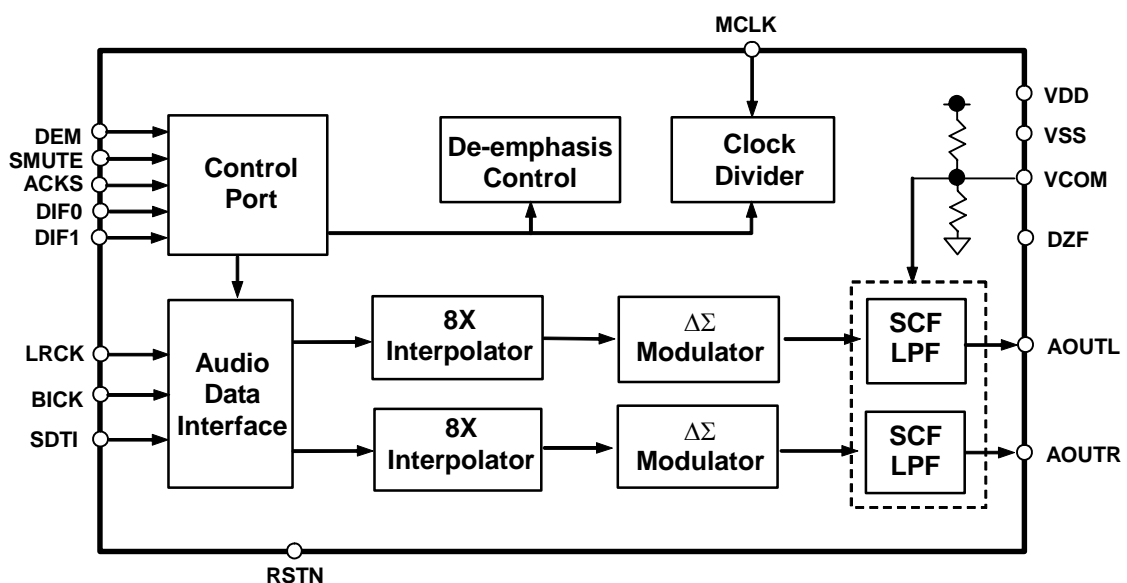 MCLK
DEM
SMUTE
ACKS
DIF0
DIF1
Control
Port
De-emphasis
Control
Clock
Divider
VDD
VSS
VCOM
DZF
LRCK
BICK
SDTI
Audio
Data
Interface
8X
Interpolator
ΔΣ
Modulator
SCF
LPF
AOUTL
8X
Interpolator
ΔΣ
Modulator
SCF
LPF
AOUTR
RSTN